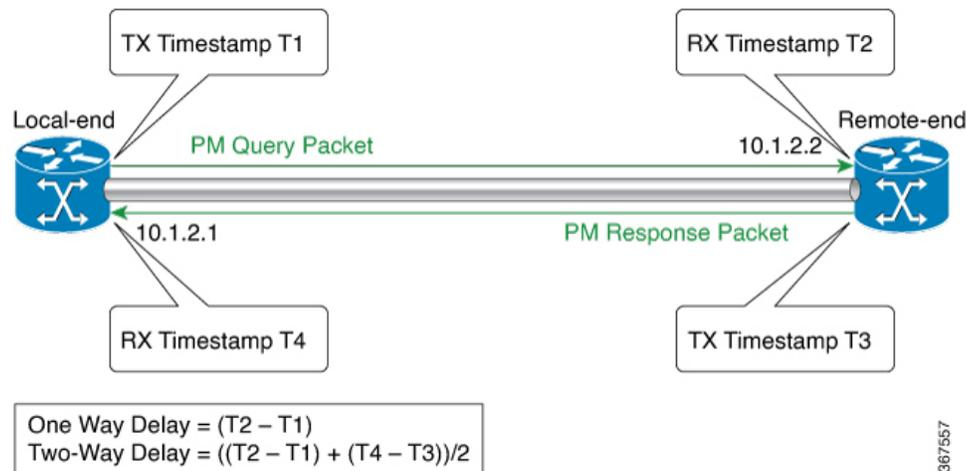 TX Timestamp T1
RX Timestamp T2
Local-end
Remote-end
PM Query Packet
10.1.2.2
10.1.2.1
PM Response Packet
RX Timestamp T4
TX Timestamp T3
One Way Delay = (T2 – T1)
Two-Way Delay = ((T2 – T1) + (T4 – T3))/2
367557